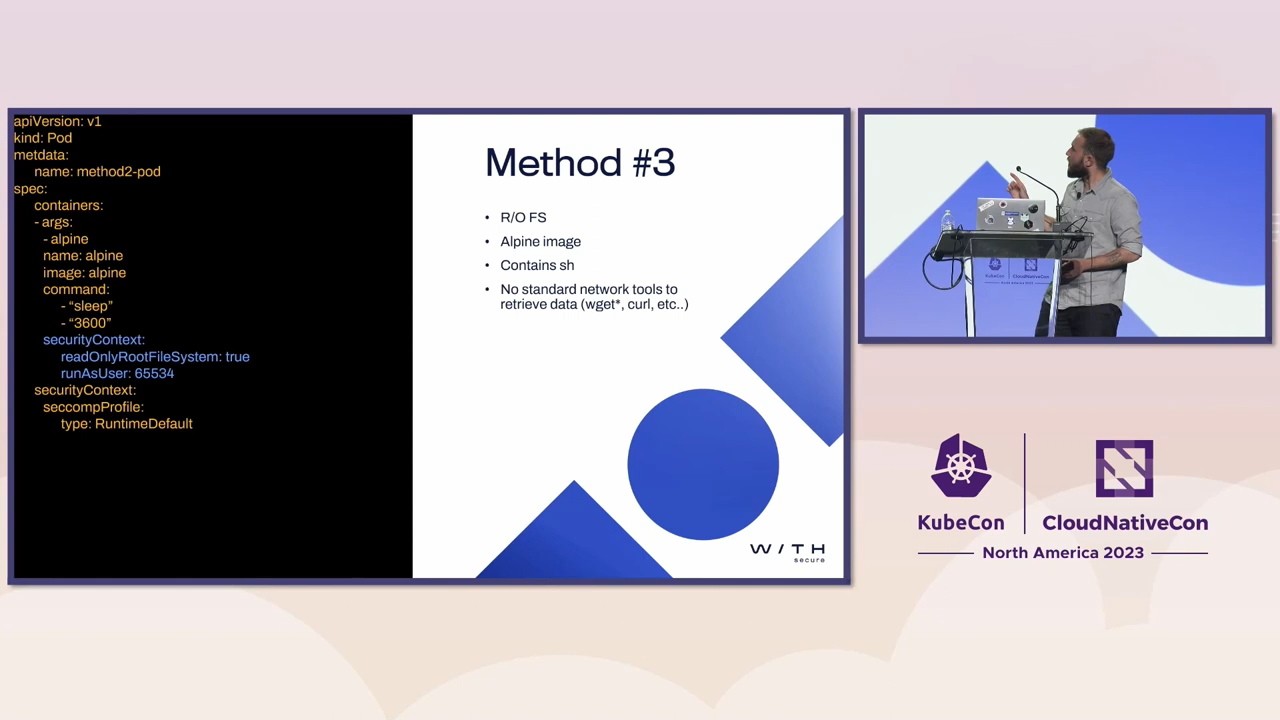 apiVersion: v1
kind: Pod
metdata:
name: method2-pod
spec:
containers:
- args:
- alpine
name: alpine
image: alpine
command:
- “sleep”
- “3600”
securityContext:
readOnlyRootFileSystem: true
runAsUser: 65534
securityContext:
seccompProfile:
type: RuntimeDefault
Method #3
• R/O FS
• Alpine image
• Contains sh
• No standard network tools to
retrieve data (wget*, curl, etc..)
W/TH
secure
KubeCon
CloudNativeCon
North America 2023